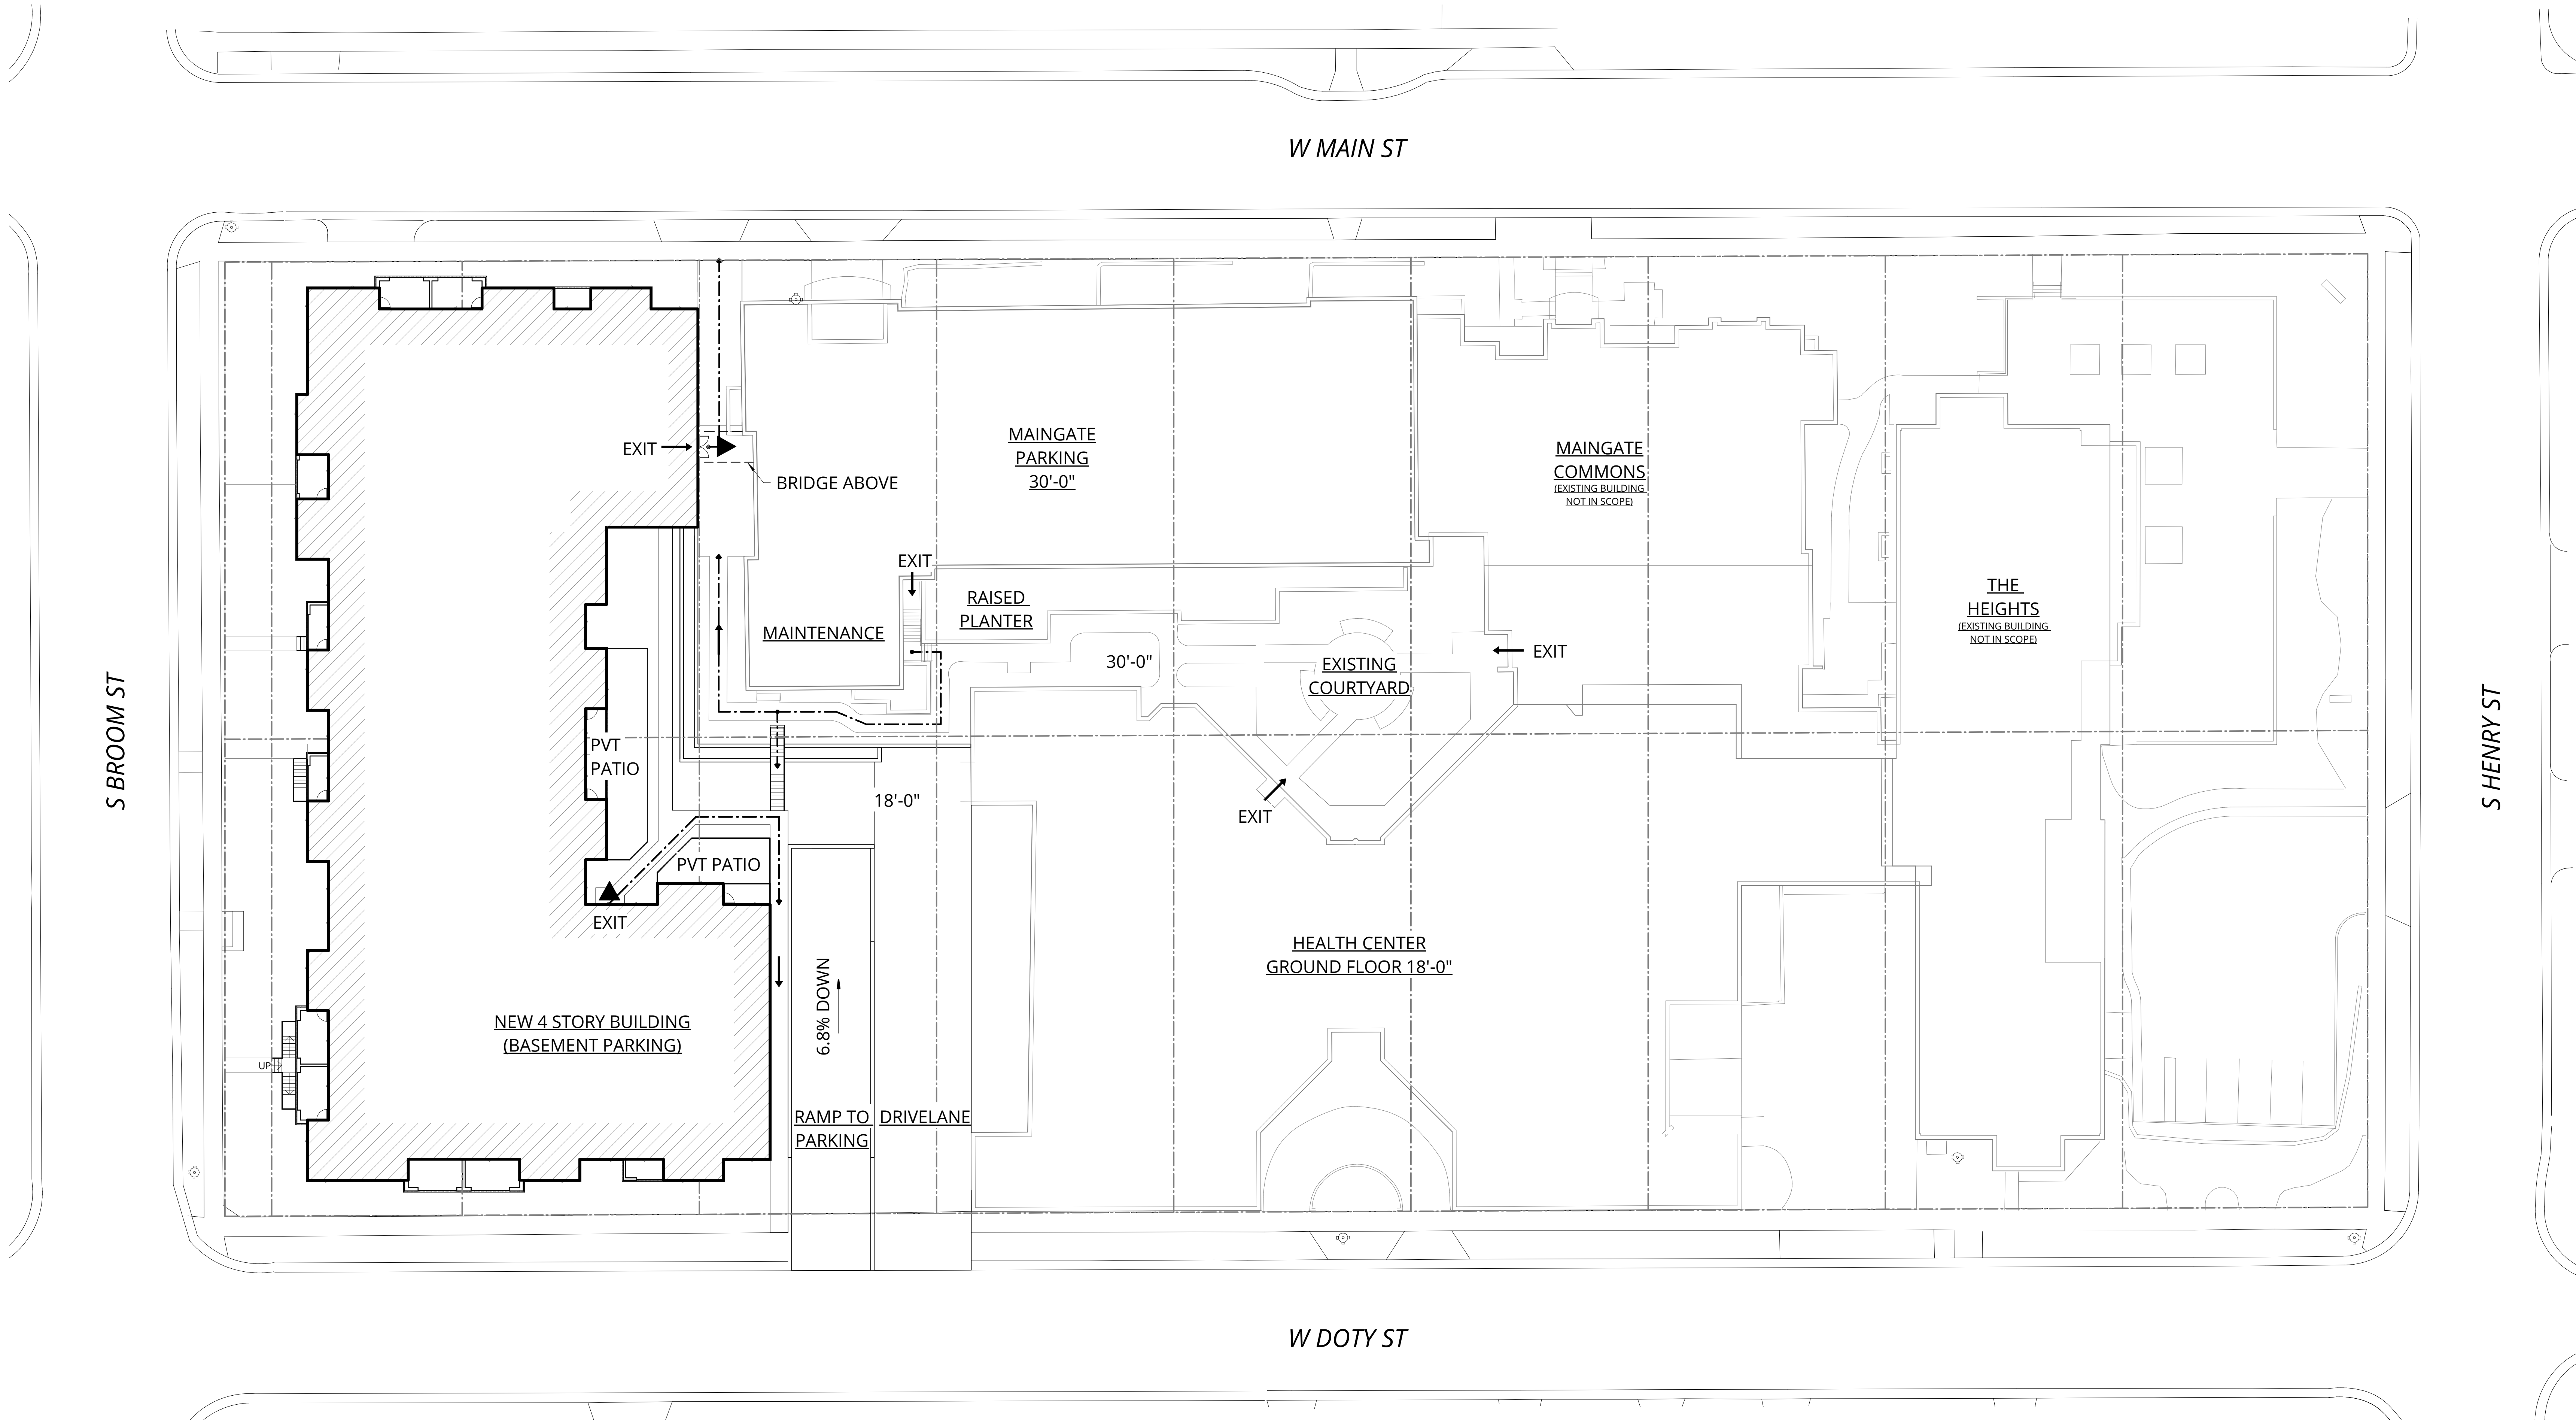 W MAIN ST
MAINGATE
PARKING
30'-0"
EXIT
BRIDGE ABOVE
MAINGATE
COMMONS
(EXISTING BUILDING
NOT IN SCOPE)
EXIT
RAISED
PLANTER
MAINTENANCE
30'-0"
EXISTING
COURTYARD
EXIT
THE
HEIGHTS
(EXISTING BUILDING
NOT IN SCOPE)
S BROOM ST
S HENRY ST
PVT
PATIO
18'-0"
EXIT
PVT PATIO
EXIT
HEALTH CENTER
GROUND FLOOR 18'-0"
6.8% DOWN
NEW 4 STORY BUILDING
(BASEMENT PARKING)
UP
RAMP TO
PARKING
DRIVELANE
W DOTY ST